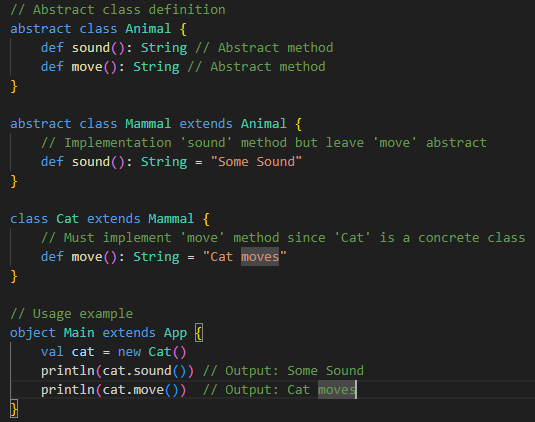 // Abstract class definition
abstract class Animal {
    def sound(): String // Abstract method
    def move(): String // Abstract method
}

abstract class Mammal extends Animal {
    // Implementation 'sound' method but leave 'move' abstract
    def sound(): String = "Some Sound"
}

class Cat extends Mammal {
    // Must implement 'move' method since 'Cat' is a concrete class
    def move(): String = "Cat moves"
}

// Usage example
object Main extends App {
    val cat = new Cat()
    println(cat.sound()) // Output: Some Sound
    println(cat.move())  // Output: Cat moves
}